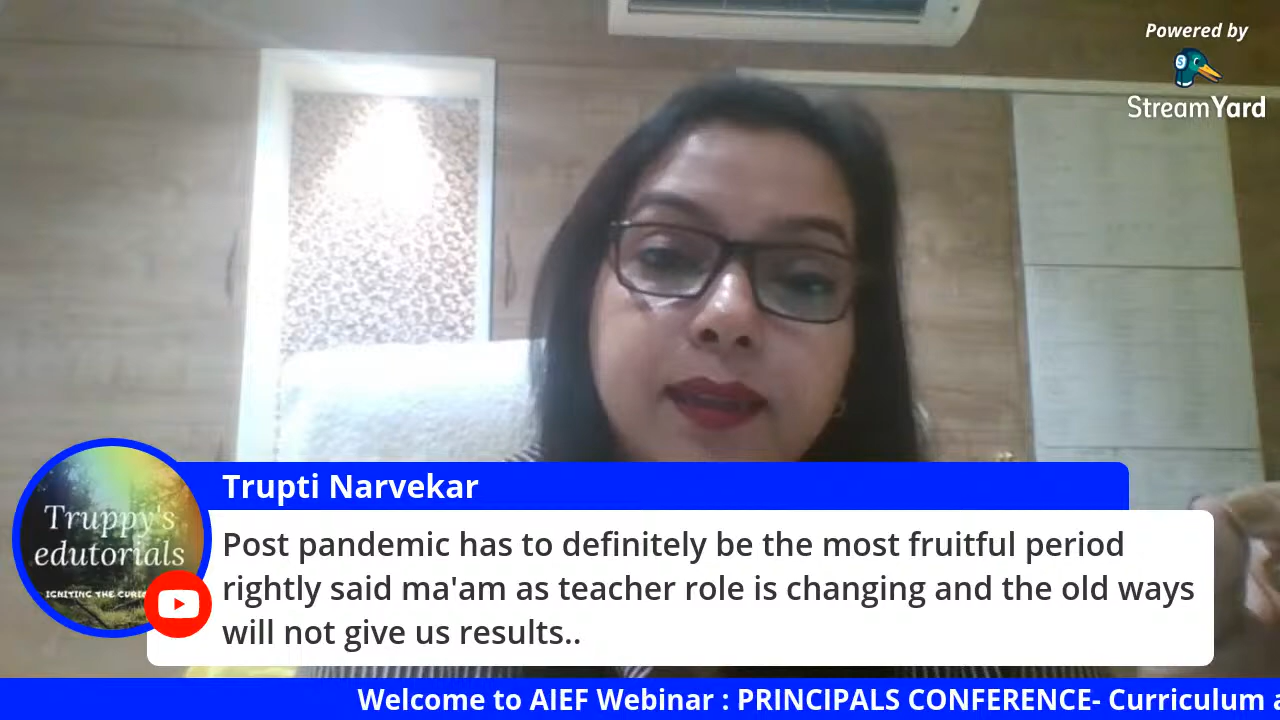 Powered by
StreamYard
Trupti Narvekar
Truppy's
edutorials
IGNITING THE
Post pandemic has to definitely be the most fruitful period
rightly said ma'am as teacher role is changing and the old ways
will not give us results..
Welcome to AIEF Webinar : PRINCIPALS CONFERENCE- Curriculum